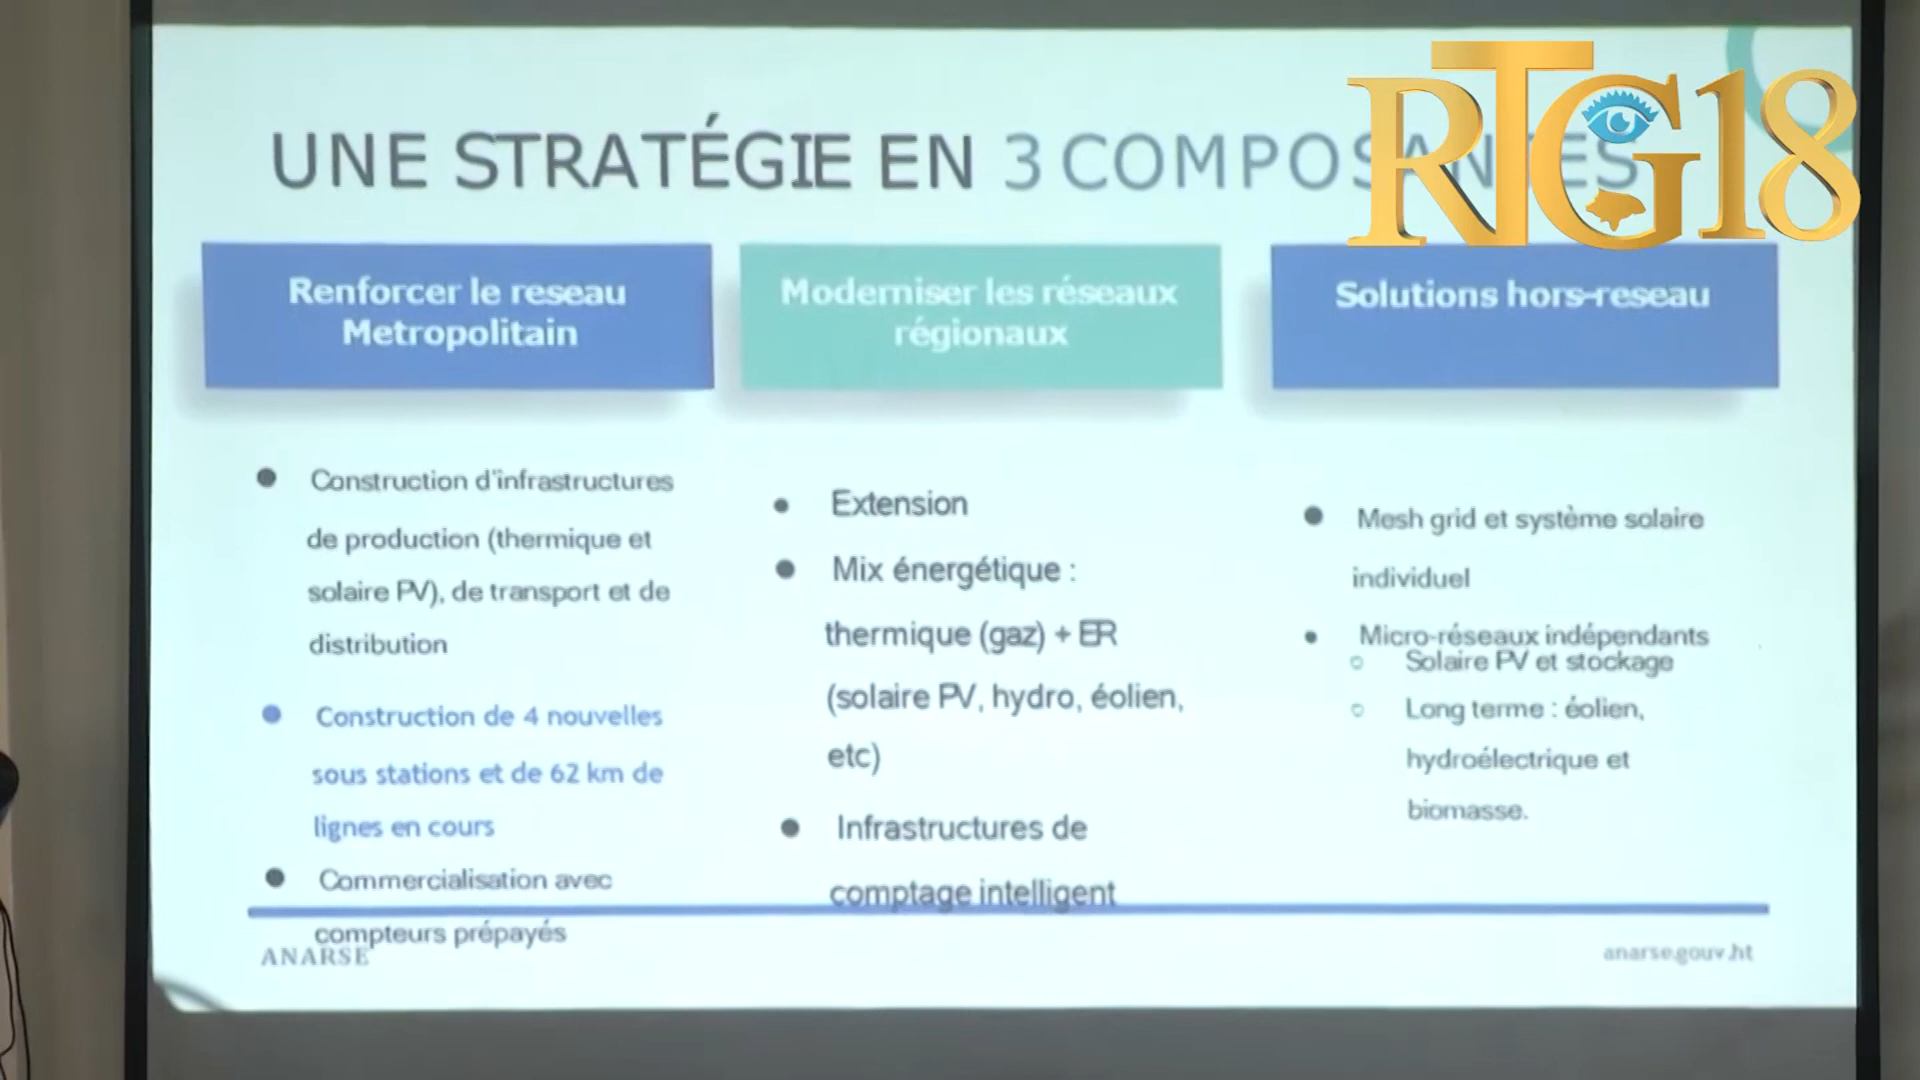 RTG18
UNE STRATÉGIE EN 3 COMPOSANTES
Renforcer le reseau
Metropolitain
Construction d'infrastructures
de production (thermique et
solaire PV), de transport et de
distribution
Construction de 4 nouvelles
sous stations et de 62 km de
lignes en cours
Commercialisation avec
compteurs prépayés
Moderniser les réseaux
régionaux
Extension
Mix énergétique :
thermique (gaz) + ER
(solaire PV, hydro, éolien,
etc)
Infrastructures de
comptage intelligent
Solutions hors-reseau
Mesh grid et système solaire
individuel
Micro-réseaux indépendants
Solaire PV et stockage
Long terme : éolien,
hydroélectrique et
biomasse.
ANARSE
anarse.gouv.ht